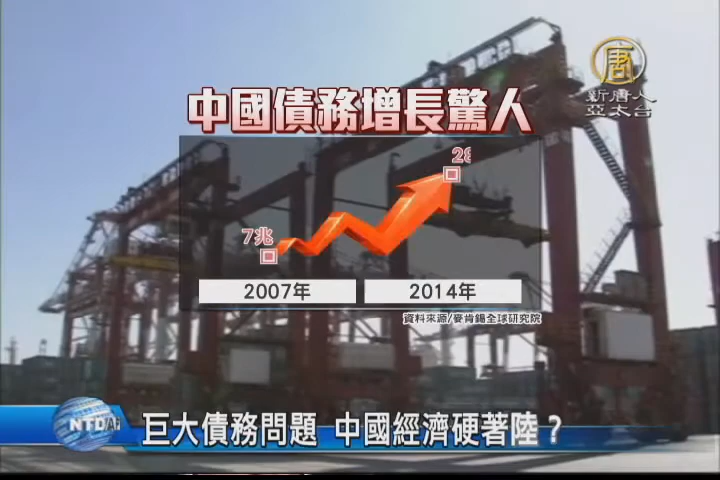 唐
新唐人
亞太台
中國債務增長驚人
28
7兆
2007年 2014年
資料來源/麥肯錫全球研究院
NTDAP
巨大債務問題 中國經濟硬著陸？